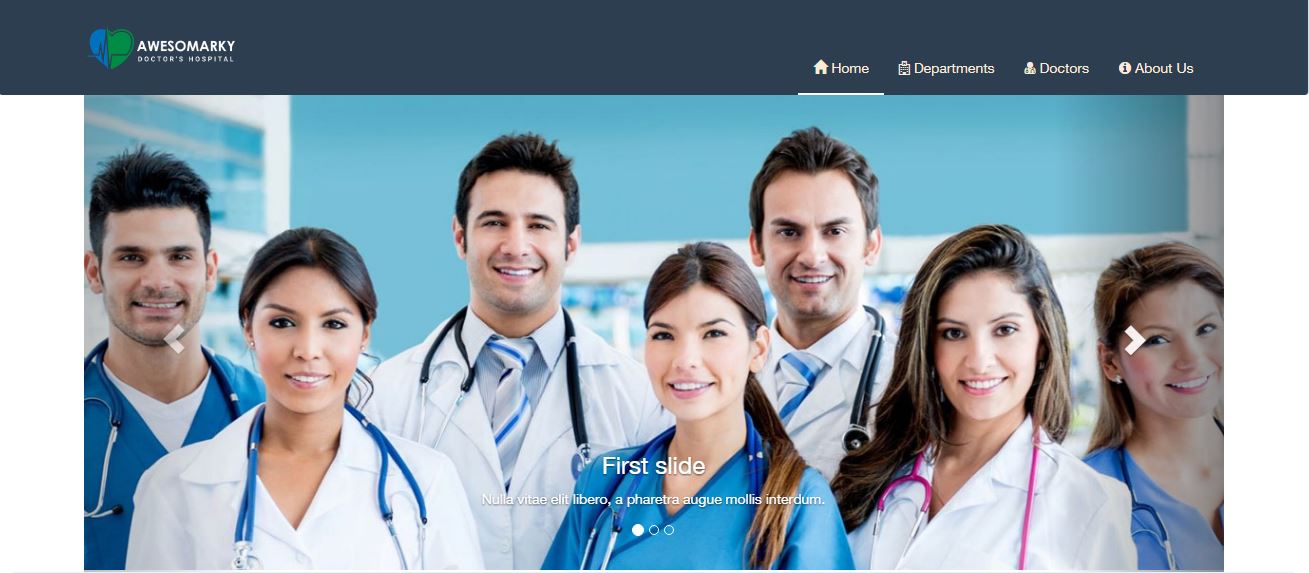 AWESOMARKY
DOCTOR'S HOSPITAL
Home Departments Doctors About Us
First slide
Nulla vitae elit libero, a pharetra augue mollis interdum.